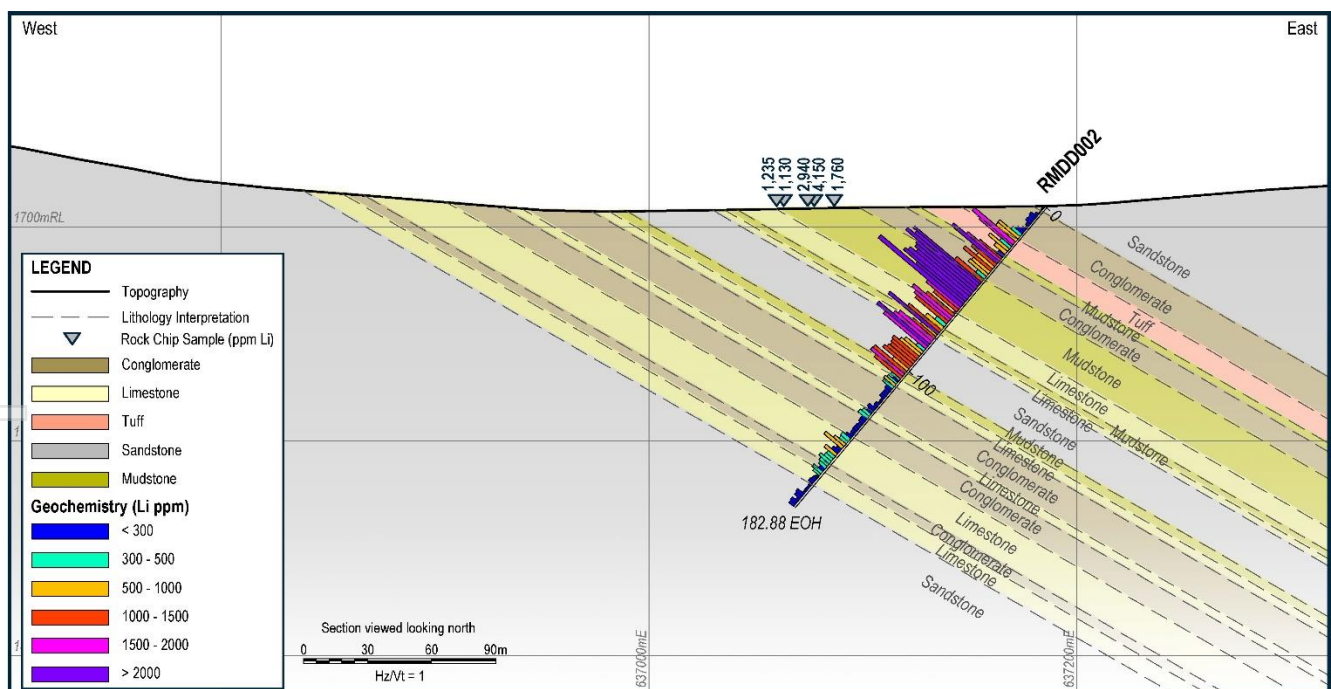 West
East
RMDD002
1,235
1,130
2,940
4,150
1,760
0
1700mRL
Sandstone
Conglomerate
Tuff
Mudstone
Conglomerate
Mudstone
Limestone
Limestone
Mudstone
Sandstone
Mudstone
Limestone
Conglomerate
Limestone
Conglomerate
Limestone
Conglomerate
Limestone
Sandstone
100
182.88 EOH
LEGEND
Topography
Lithology Interpretation
Rock Chip Sample (ppm Li)
Conglomerate
Limestone
Tuff
Sandstone
Mudstone
Geochemistry (Li ppm)
< 300
300 - 500
500 - 1000
1000 - 1500
1500 - 2000
> 2000
Section viewed looking north
0 30 60 90m
Hz/Vt = 1
637000mE
637200mE